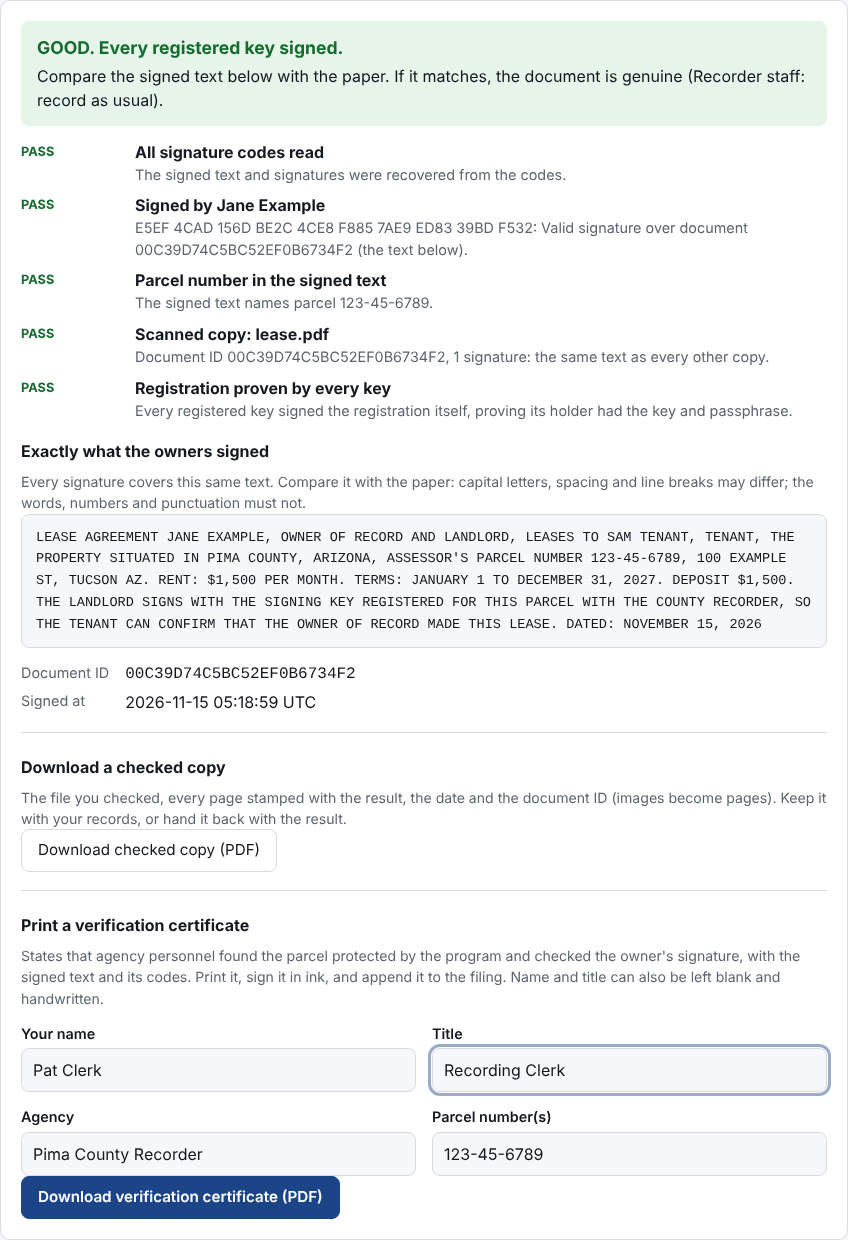 GOOD. Every registered key signed.
Compare the signed text below with the paper. If it matches, the document is genuine (Recorder staff:
record as usual).
PASS
All signature codes read
The signed text and signatures were recovered from the codes.
PASS
Signed by Jane Example
E5EF 4CAD 156D BE2C 4CE8 F885 7AE9 ED83 39BD F532: Valid signature over document
00C39D74C5BC52EF0B6734F2 (the text below).
PASS
Parcel number in the signed text
The signed text names parcel 123-45-6789.
PASS
Scanned copy: lease.pdf
Document ID 00C39D74C5BC52EF0B6734F2, 1 signature: the same text as every other copy.
PASS
Registration proven by every key
Every registered key signed the registration itself, proving its holder had the key and passphrase.
Exactly what the owners signed
Every signature covers this same text. Compare it with the paper: capital letters, spacing and line breaks may differ; the
words, numbers and punctuation must not.
LEASE AGREEMENT JANE EXAMPLE, OWNER OF RECORD AND LANDLORD, LEASES TO SAM TENANT, TENANT, THE
PROPERTY SITUATED IN PIMA COUNTY, ARIZONA, ASSESSOR'S PARCEL NUMBER 123-45-6789, 100 EXAMPLE
ST, TUCSON AZ. RENT: $1,500 PER MONTH. TERMS: JANUARY 1 TO DECEMBER 31, 2027. DEPOSIT $1,500.
THE LANDLORD SIGNS WITH THE SIGNING KEY REGISTERED FOR THIS PARCEL WITH THE COUNTY RECORDER, SO
THE TENANT CAN CONFIRM THAT THE OWNER OF RECORD MADE THIS LEASE. DATED: NOVEMBER 15, 2026
Document ID 00C39D74C5BC52EF0B6734F2
Signed at 2026-11-15 05:18:59 UTC
Download a checked copy
The file you checked, every page stamped with the result, the date and the document ID (images become pages). Keep it
with your records, or hand it back with the result.
Download checked copy (PDF)
Print a verification certificate
States that agency personnel found the parcel protected by the program and checked the owner's signature, with the
signed text and its codes. Print it, sign it in ink, and append it to the filing. Name and title can also be left blank and
handwritten.
Your name
Pat Clerk
Title
Recording Clerk
Agency
Pima County Recorder
Parcel number(s)
123-45-6789
Download verification certificate (PDF)